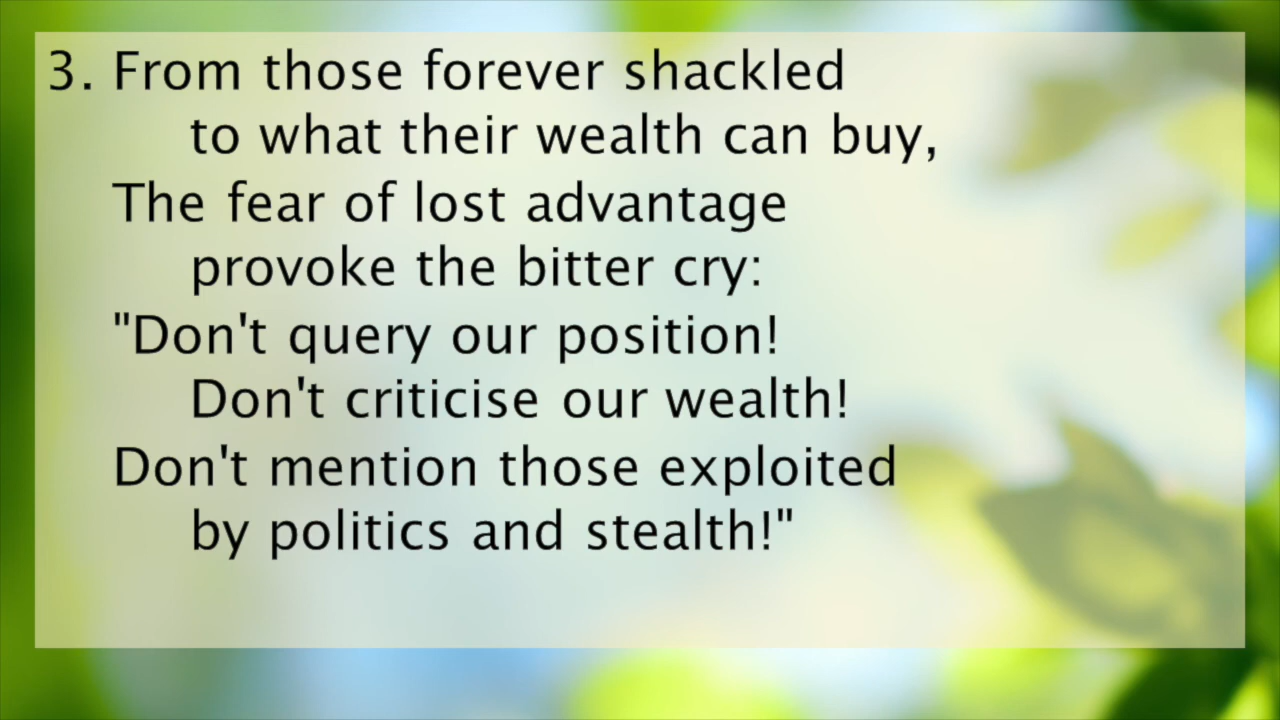 3. From those forever shackled
to what their wealth can buy,
The fear of lost advantage
provoke the bitter cry:
"Don't query our position!
Don't criticise our wealth!
Don't mention those exploited
by politics and stealth!"